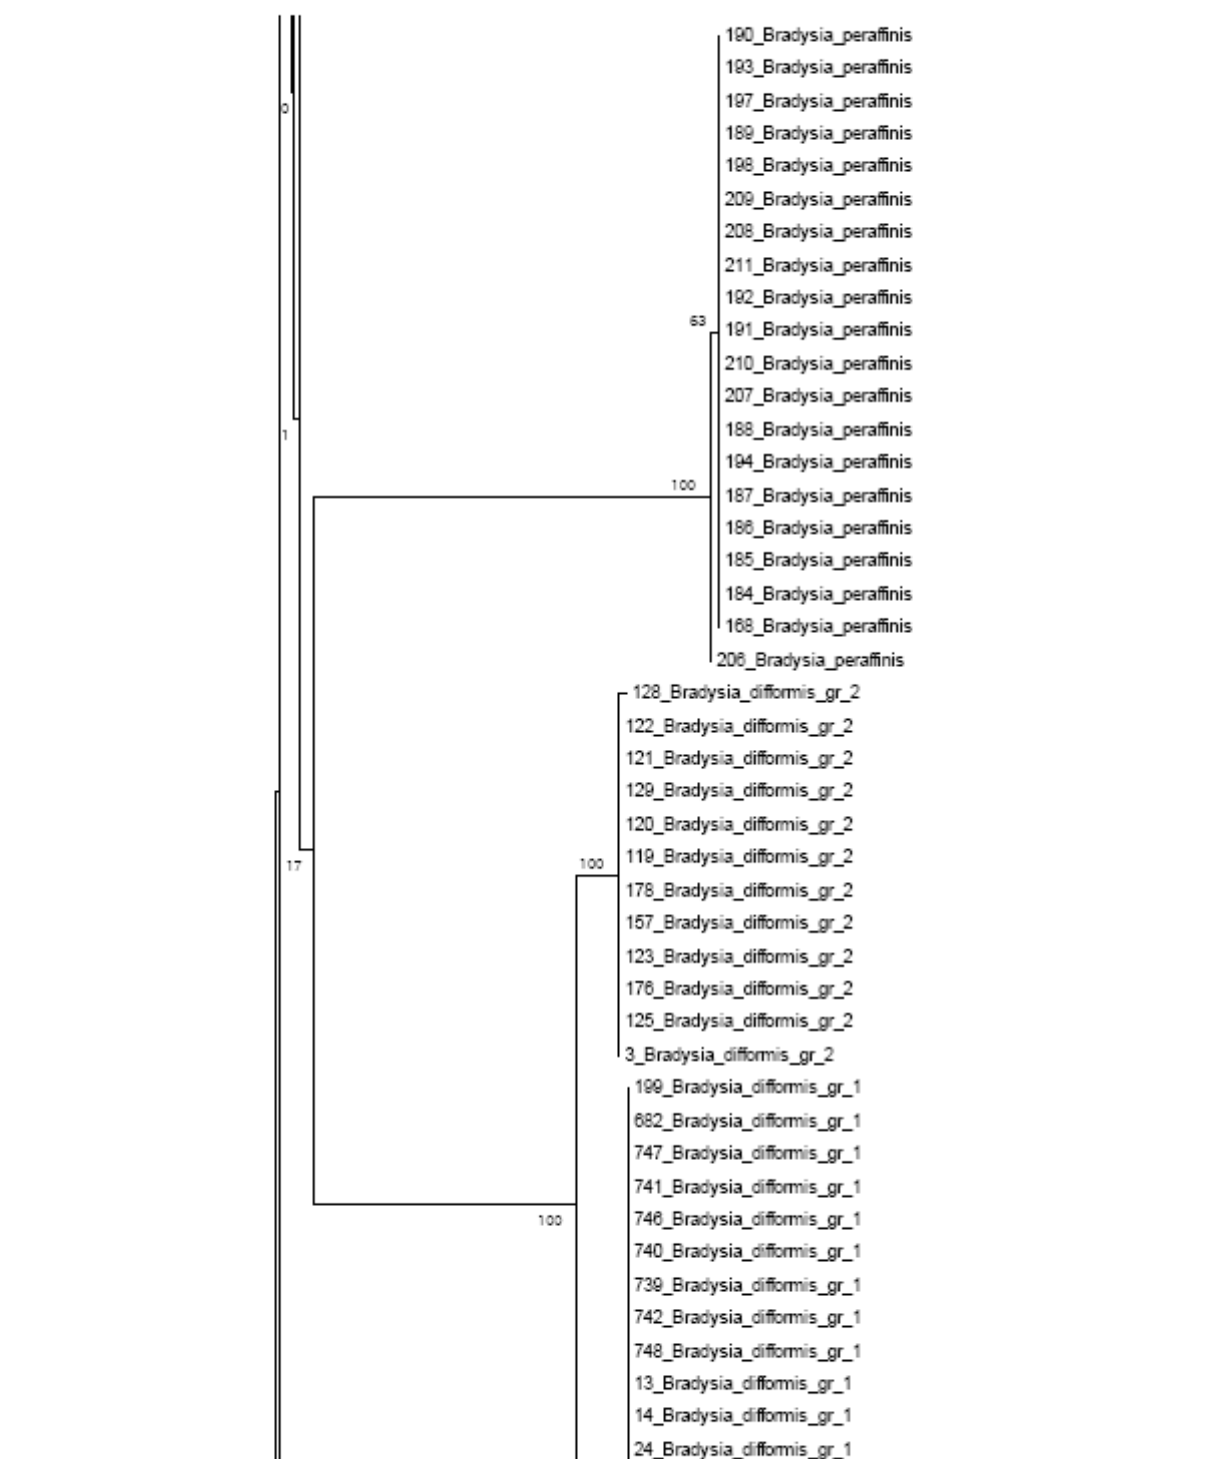 190_Bradysia_peraffinis
193_Bradysia_peraffinis
0
197_Bradysia_peraffinis
189_Bradysia_peraffinis
198_Bradysia_peraffinis
209_Bradysia_peraffinis
208_Bradysia_peraffinis
211_Bradysia_peraffinis
192_Bradysia_peraffinis
63
191_Bradysia_peraffinis
210_Bradysia_peraffinis
207_Bradysia_peraffinis
1
188_Bradysia_peraffinis
194_Bradysia_peraffinis
100
187_Bradysia_peraffinis
186_Bradysia_peraffinis
185_Bradysia_peraffinis
184_Bradysia_peraffinis
168_Bradysia_peraffinis
206_Bradysia_peraffinis
128_Bradysia_difformis_gr_2
122_Bradysia_difformis_gr_2
121_Bradysia_difformis_gr_2
129_Bradysia_difformis_gr_2
120_Bradysia_difformis_gr_2
119_Bradysia_difformis_gr_2
17
100
178_Bradysia_difformis_gr_2
157_Bradysia_difformis_gr_2
123_Bradysia_difformis_gr_2
176_Bradysia_difformis_gr_2
125_Bradysia_difformis_gr_2
3_Bradysia_difformis_gr_2
199_Bradysia_difformis_gr_1
682_Bradysia_difformis_gr_1
747_Bradysia_difformis_gr_1
741_Bradysia_difformis_gr_1
100
746_Bradysia_difformis_gr_1
740_Bradysia_difformis_gr_1
739_Bradysia_difformis_gr_1
742_Bradysia_difformis_gr_1
748_Bradysia_difformis_gr_1
13_Bradysia_difformis_gr_1
14_Bradysia_difformis_gr_1
24_Bradysia_difformis_gr_1